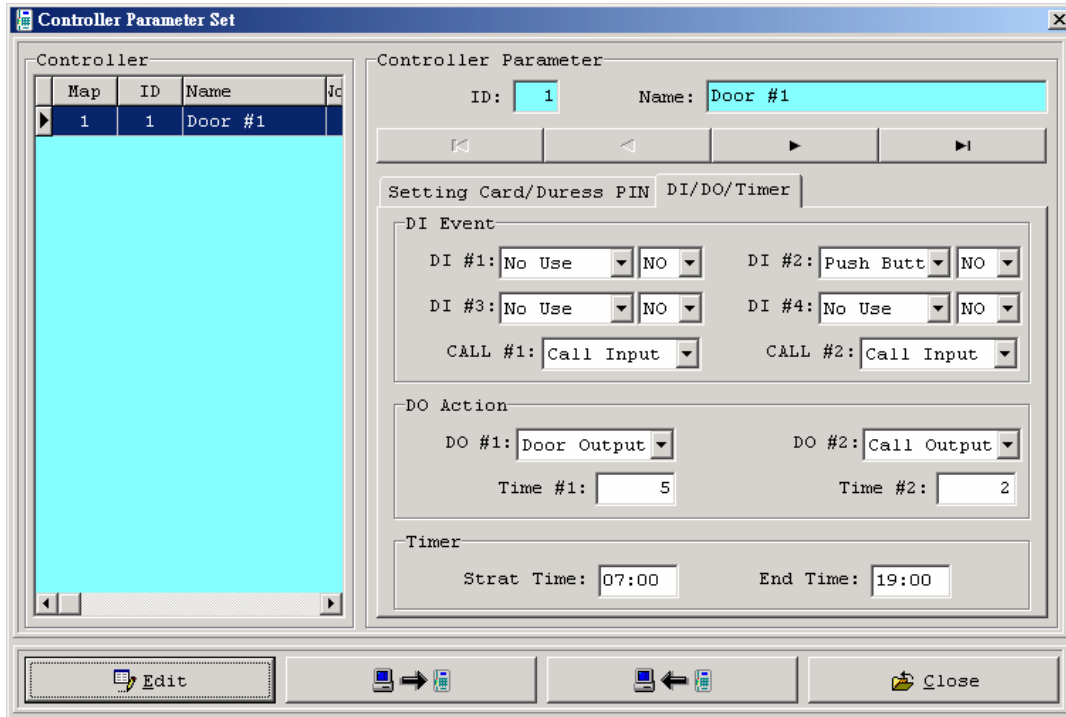 Controller Parameter Set
Controller
Map ID Name
1 1 Door #1
Controller Parameter
ID: 1 Name: Door #1
Setting Card/Duress PIN DI/DO/Timer
DI Event
DI #1: No Use NO DI #2: Push Butt NO
DI #3: No Use NO DI #4: No Use NO
CALL #1: Call Input CALL #2: Call Input
DO Action
DO #1: Door Output DO #2: Call Output
Time #1: 5 Time #2: 2
Timer
Strat Time: 07:00 End Time: 19:00
Edit Close